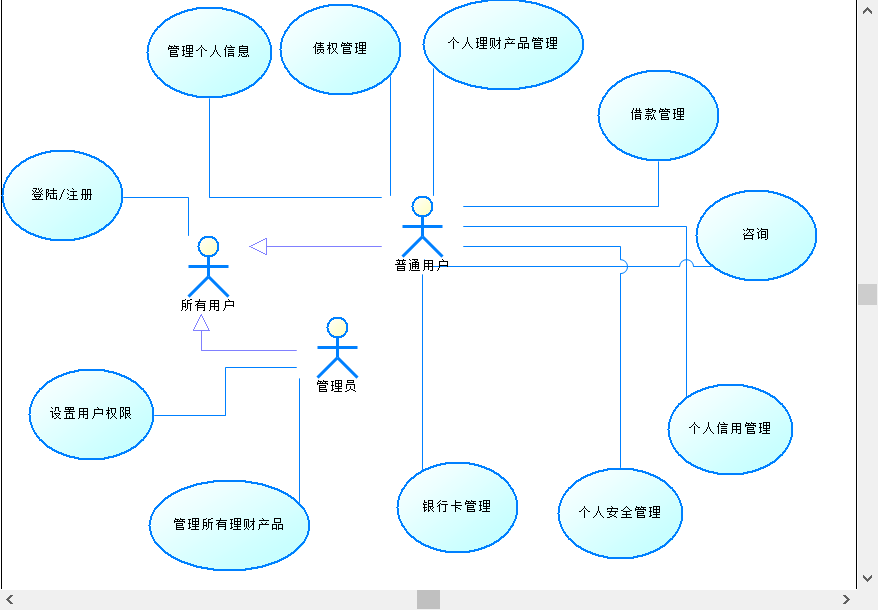 管理个人信息
债权管理
个人理财产品管理
借款管理
登陆/注册
咨询
普通用户
所有用户
管理员
设置用户权限
个人信用管理
银行卡管理
个人安全管理
管理所有理财产品